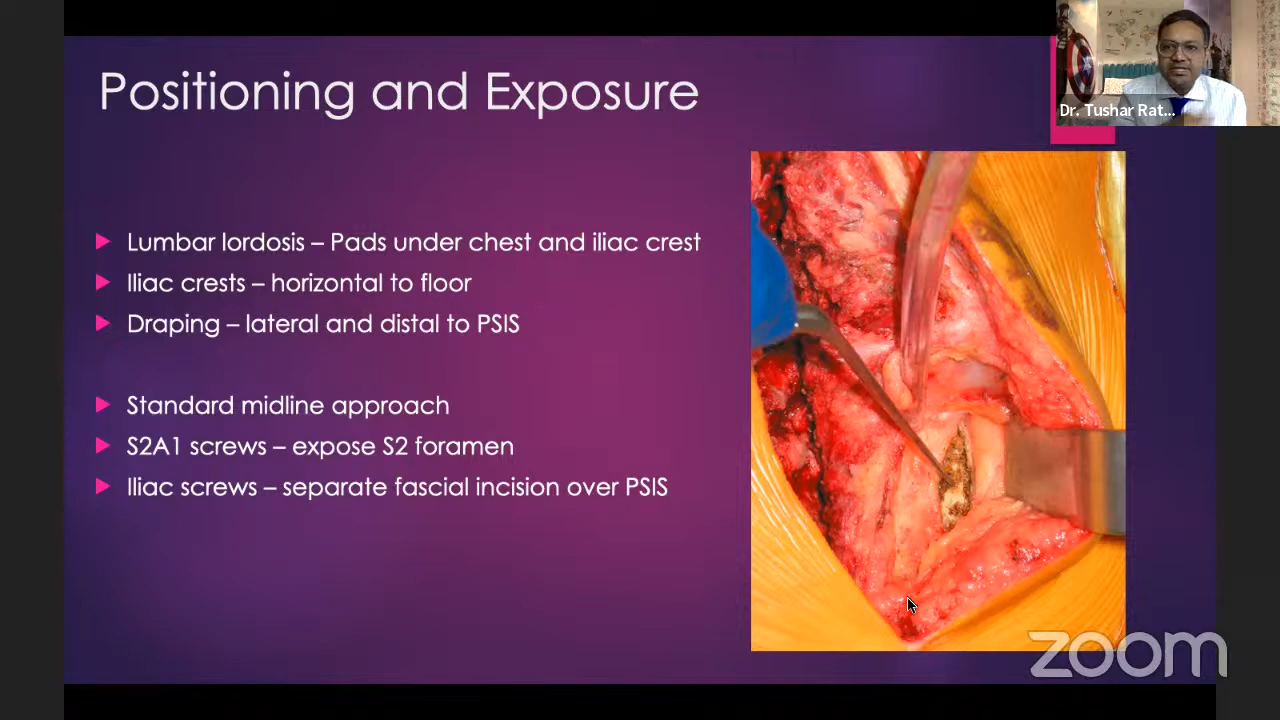 Positioning and Exposure
Dr. Tushar Rat...
Lumbar lordosis – Pads under chest and iliac crest
Iliac crests – horizontal to floor
Draping – lateral and distal to PSIS
Standard midline approach
S2A1 screws – expose S2 foramen
Iliac screws – separate fascial incision over PSIS
zoom